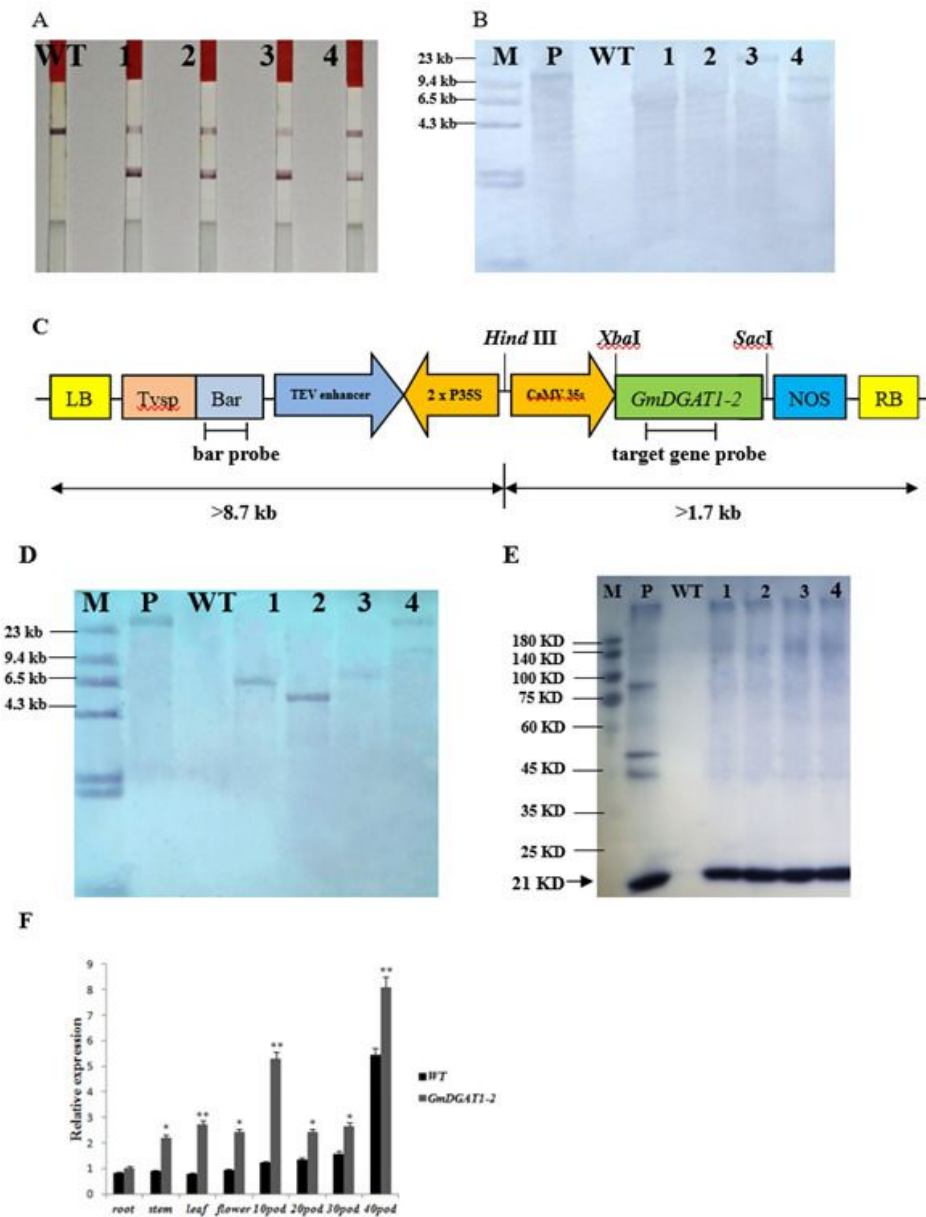 A
WT 1 2 3 4
B
M P WT 1 2 3 4
23 kb
9.4 kb
6.5 kb
4.3 kb
C
Hind III XbaI SacI
LB Tvsp Bar TEV enhancer 2 x P35S CaMV 35s GmDGAT1-2 NOS RB
bar probe target gene probe
>8.7 kb >1.7 kb
D
M P WT 1 2 3 4
23 kb
9.4 kb
6.5 kb
4.3 kb
E
M P WT 1 2 3 4
180 KD
140 KD
100 KD
75 KD
60 KD
45 KD
35 KD
25 KD
21 KD
F
Relative expression
9
8
7
6
5
4
3
2
1
0
* ** * ** * * **
WT
GmDGAT1-2
root stem leaf flower 10pod 20pod 30pod 40pod